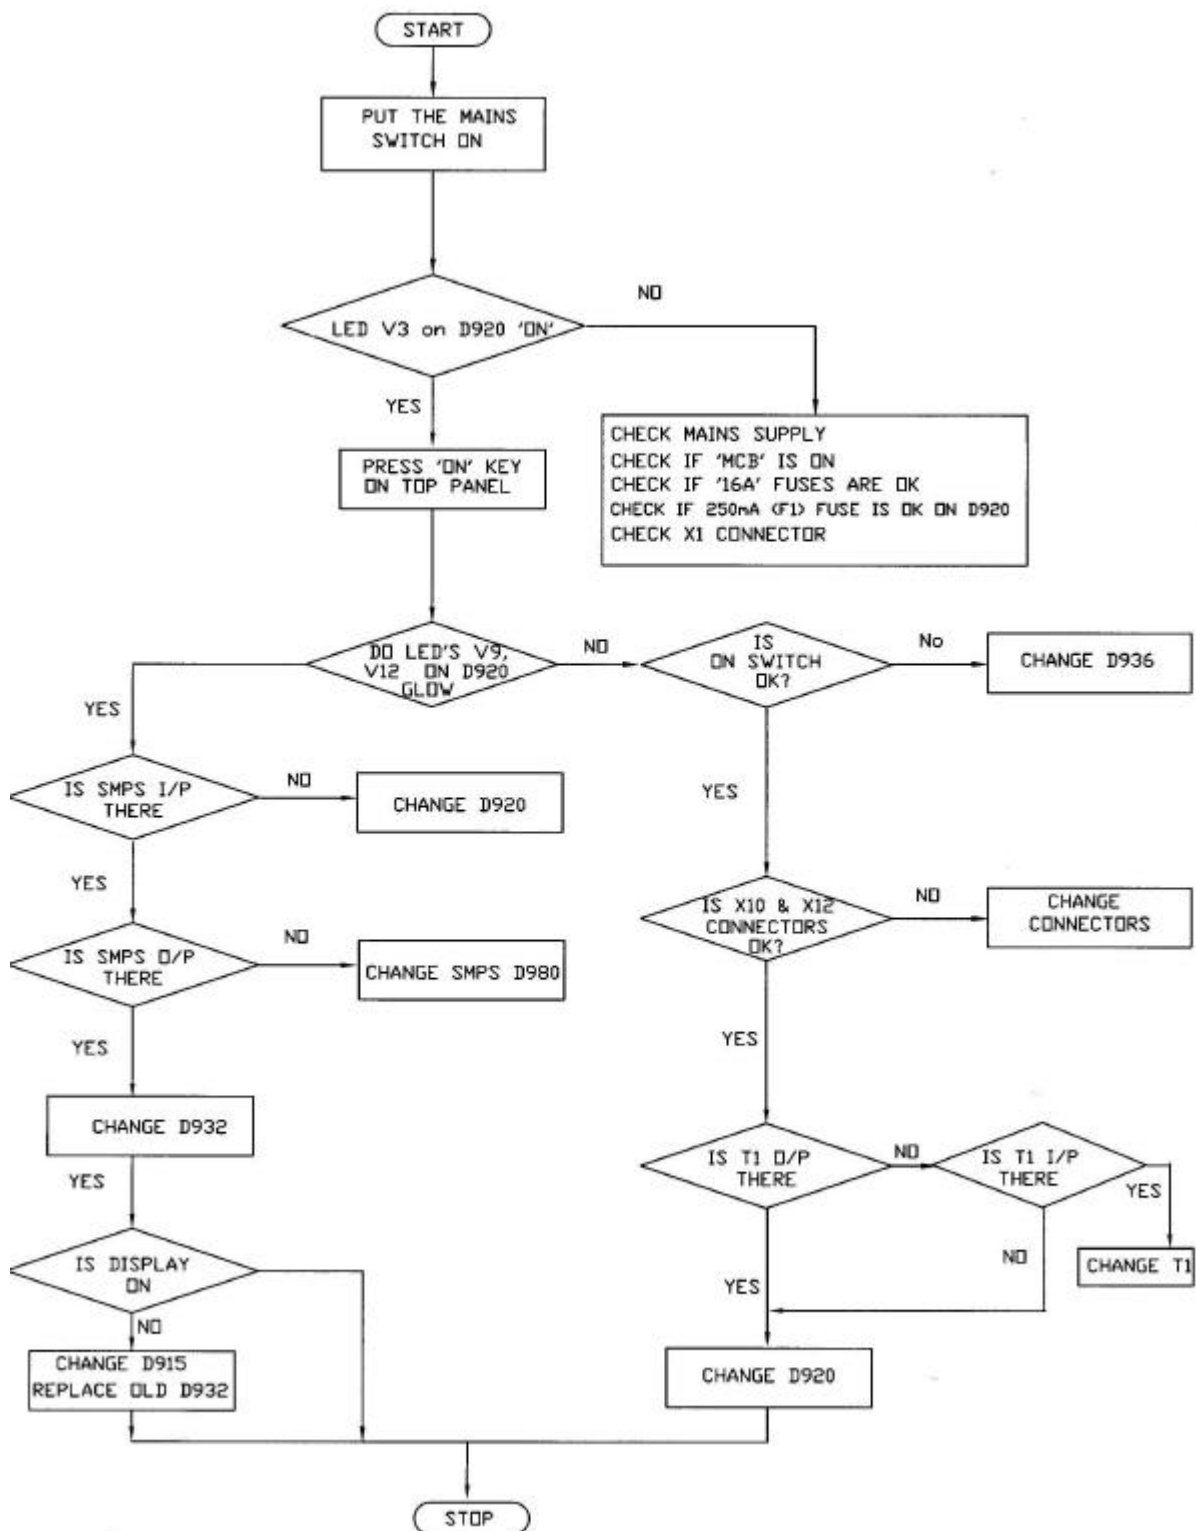 START
PUT THE MAINS
SWITCH ON
NO
LED V3 on D920 'ON'
YES
CHECK MAINS SUPPLY
CHECK IF 'MCB' IS ON
CHECK IF '16A' FUSES ARE OK
CHECK IF 250mA (F1) FUSE IS OK ON D920
CHECK X1 CONNECTOR
PRESS 'ON' KEY
ON TOP PANEL
DO LED'S V9,
V12 ON D920
GLOW
NO
IS
ON SWITCH
OK?
No
CHANGE D936
YES
IS SMPS I/P
THERE
NO
CHANGE D920
YES
YES
IS X10 & X12
CONNECTORS
OK?
NO
CHANGE
CONNECTORS
IS SMPS O/P
THERE
NO
CHANGE SMPS D980
YES
YES
CHANGE D932
IS T1 O/P
THERE
NO
IS T1 I/P
THERE
YES
YES
NO
CHANGE T1
IS DISPLAY
ON
YES
NO
CHANGE D915
REPLACE OLD D932
CHANGE D920
STOP